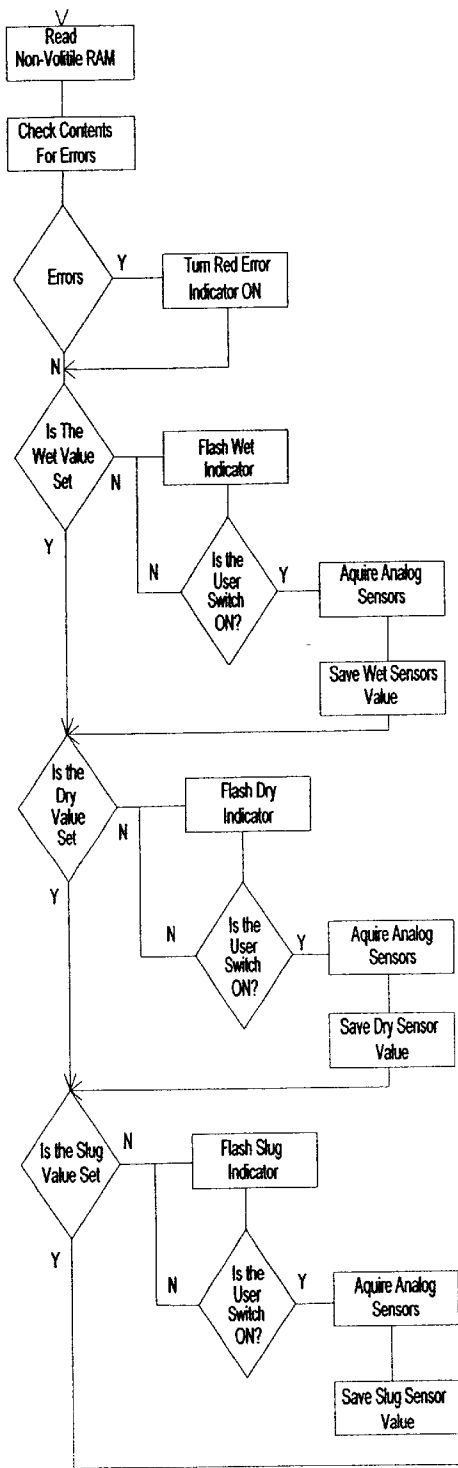 Read
Non-Volitile RAM
Check Contents
For Errors
Errors
Y
Turn Red Error
Indicator ON
N
Is The
Wet Value
Set
N
Flash Wet
Indicator
Y
Is the
User
Switch
ON?
N
Y
Aquire Analog
Sensors
Save Wet Sensors
Value
Is the
Dry
Value
Set
N
Flash Dry
Indicator
Y
Is the
User
Switch
ON?
N
Y
Aquire Analog
Sensors
Save Dry Sensor
Value
Is the Slug
Value Set
N
Flash Slug
Indicator
Y
Is the
User
Switch
ON?
N
Y
Aquire Analog
Sensors
Save Slug Sensor
Value